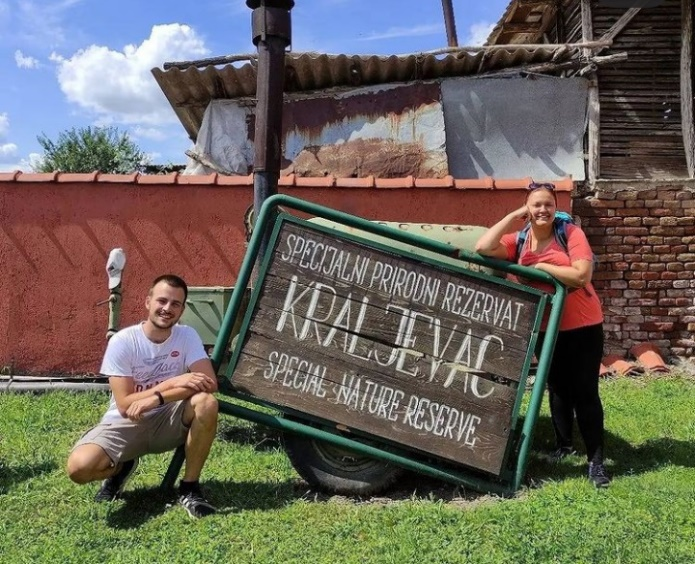 SPECIJALNI PRIRODNI REZERVAT
KRALJEVAC
SPECIAL NATURE RESERVE